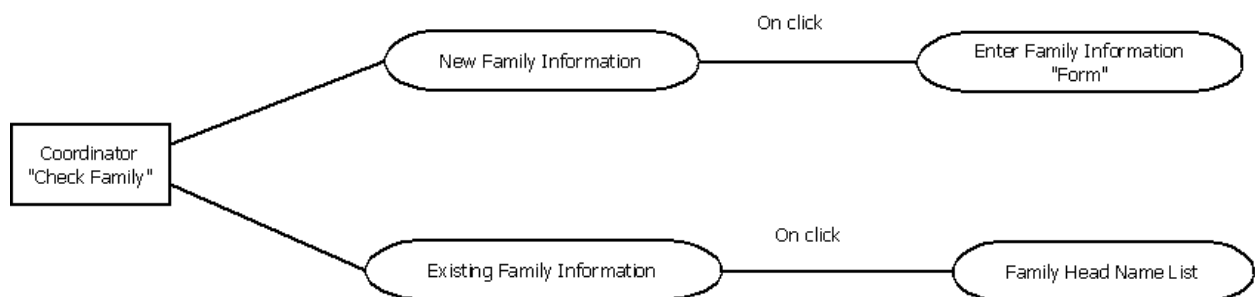 On click
New Family Information
Enter Family Information
"Form"
Coordinator
"Check Family"
On click
Existing Family Information
Family Head Name List